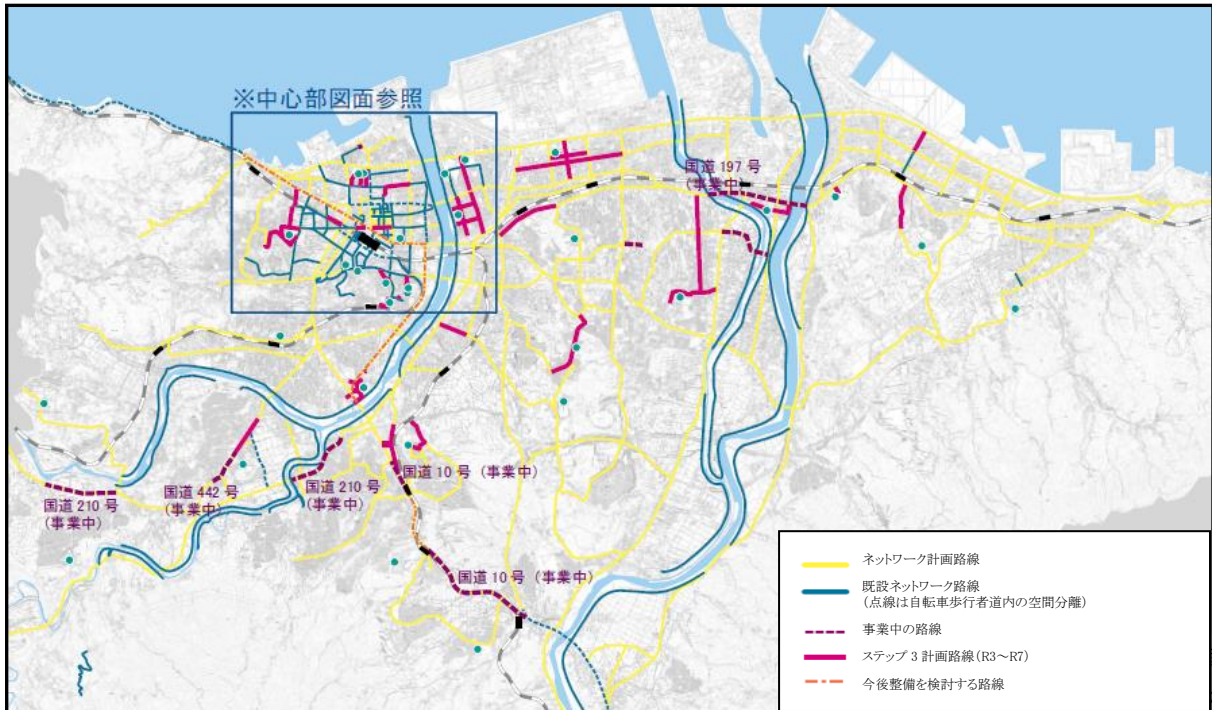 ※中心部図面参照
国道 197 号
(事業中)
国道 10 号 (事業中)
国道 210 号
(事業中)
国道 442 号
(事業中)
国道 210 号
(事業中)
国道 10 号 (事業中)
ネットワーク計画路線
既設ネットワーク路線
(点線は自転車歩行者道内の空間分離)
事業中の路線
ステップ 3 計画路線(R3～R7)
今後整備を検討する路線